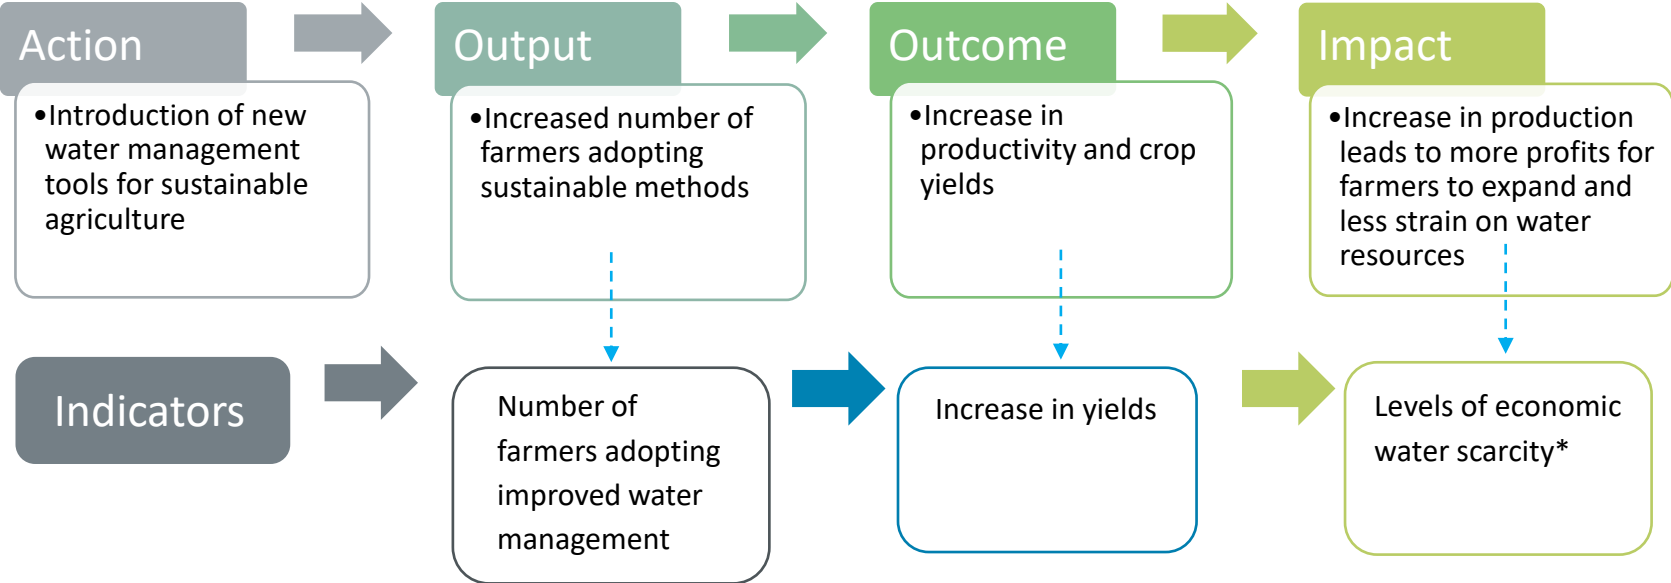 Action
•Introduction of new
water management
tools for sustainable
agriculture
Output
•Increased number of
farmers adopting
sustainable methods
Outcome
•Increase in
productivity and crop
yields
Impact
•Increase in production
leads to more profits for
farmers to expand and
less strain on water
resources
Indicators
Number of
farmers adopting
improved water
management
Increase in yields
Levels of economic
water scarcity*